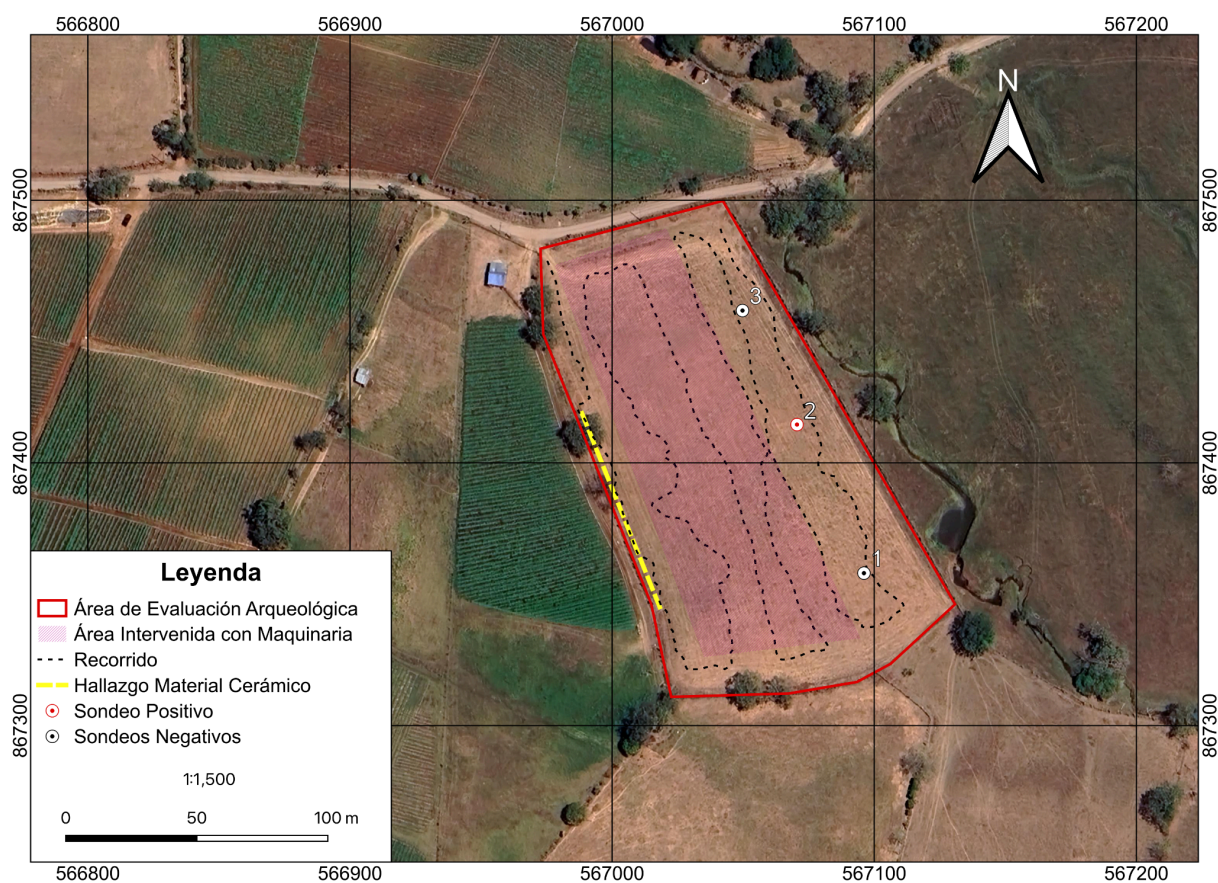 566800 566900 567000 567100 567200
N
867500 867500
3
2
867400 867400
1
Leyenda
Área de Evaluación Arqueológica
Área Intervenida con Maquinaria
Recorrido
Hallazgo Material Cerámico
Sondeo Positivo
Sondeos Negativos
867300 867300
1:1,500
0 50 100 m
566800 566900 567000 567100 567200